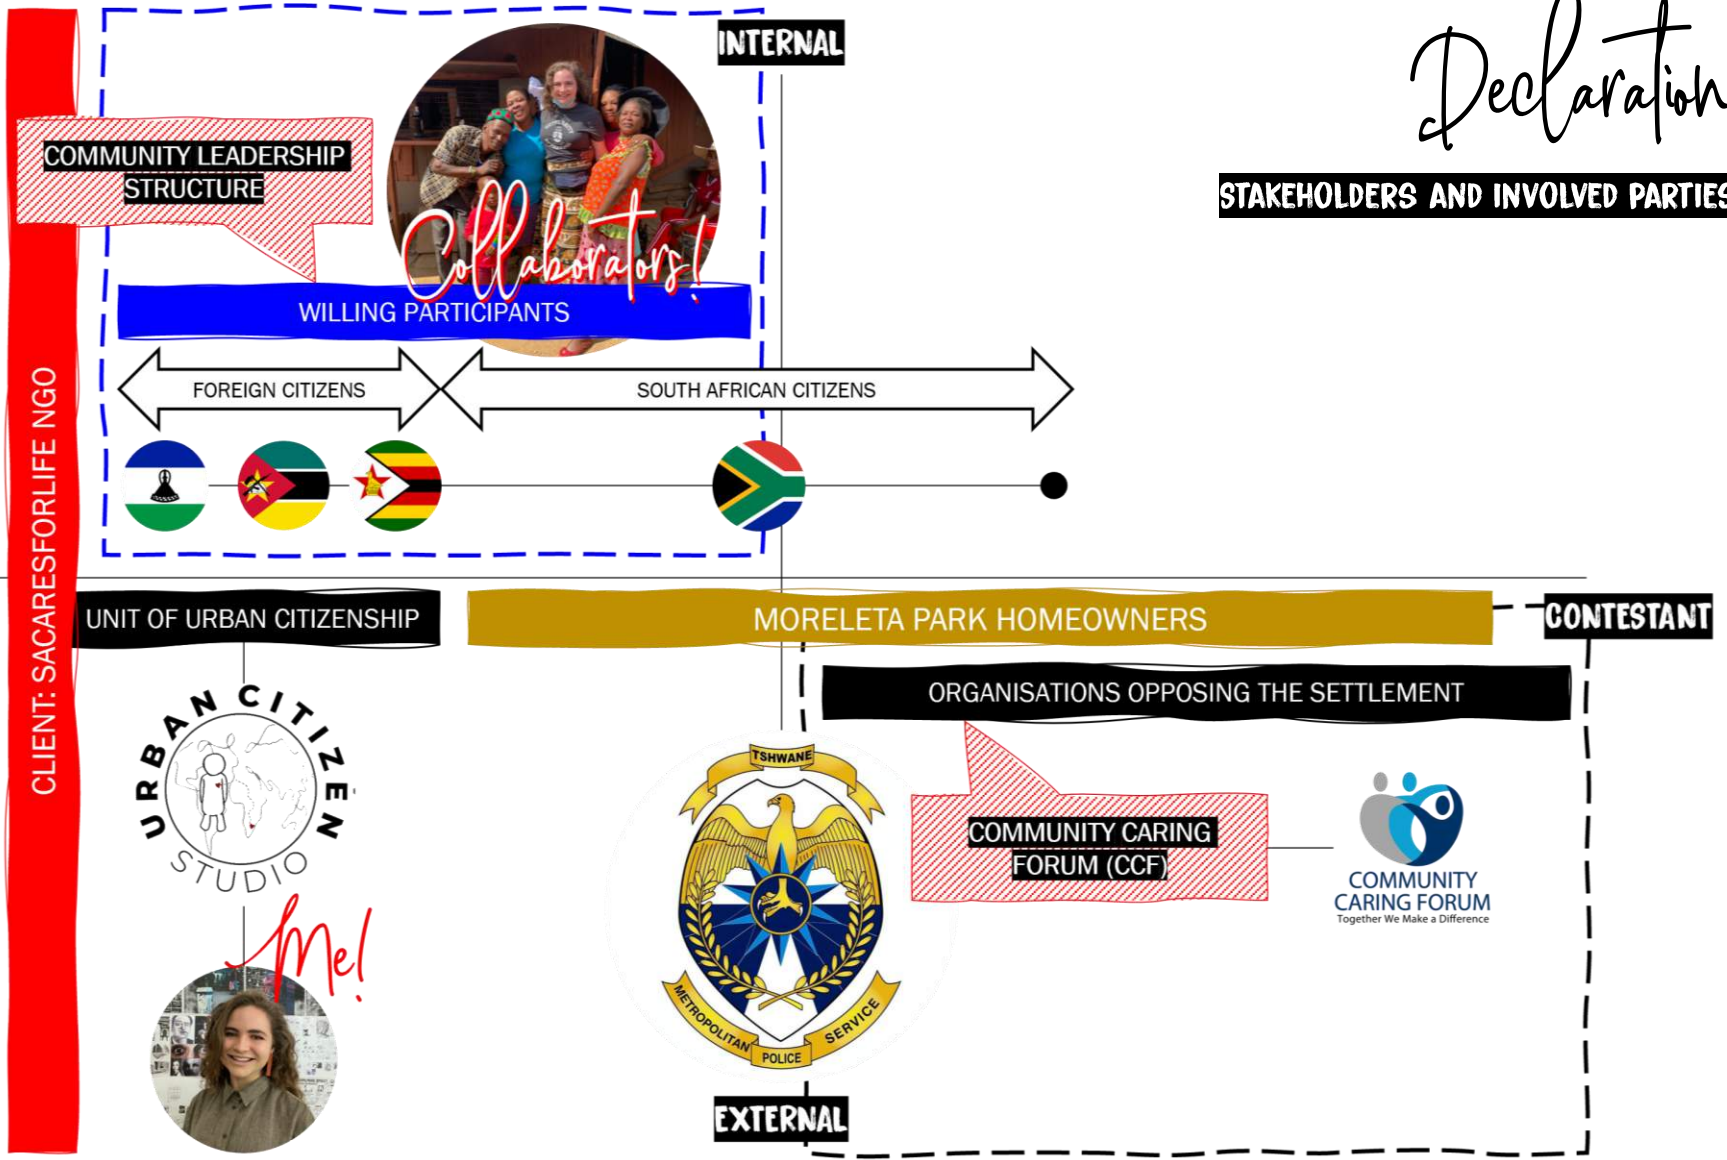 Declaration
STAKEHOLDERS AND INVOLVED PARTIES
INTERNAL
COMMUNITY LEADERSHIP
STRUCTURE
Collaborators!
WILLING PARTICIPANTS
FOREIGN CITIZENS
SOUTH AFRICAN CITIZENS
CLIENT: SACARESFORLIFE NGO
UNIT OF URBAN CITIZENSHIP
MORELETA PARK HOMEOWNERS
CONTESTANT
ORGANISATIONS OPPOSING THE SETTLEMENT
URBAN CITIZEN
STUDIO
Me!
TSHWANE
METROPOLITAN
POLICE
SERVICE
COMMUNITY CARING
FORUM (CCF)
COMMUNITY
CARING FORUM
Together We Make a Difference
EXTERNAL